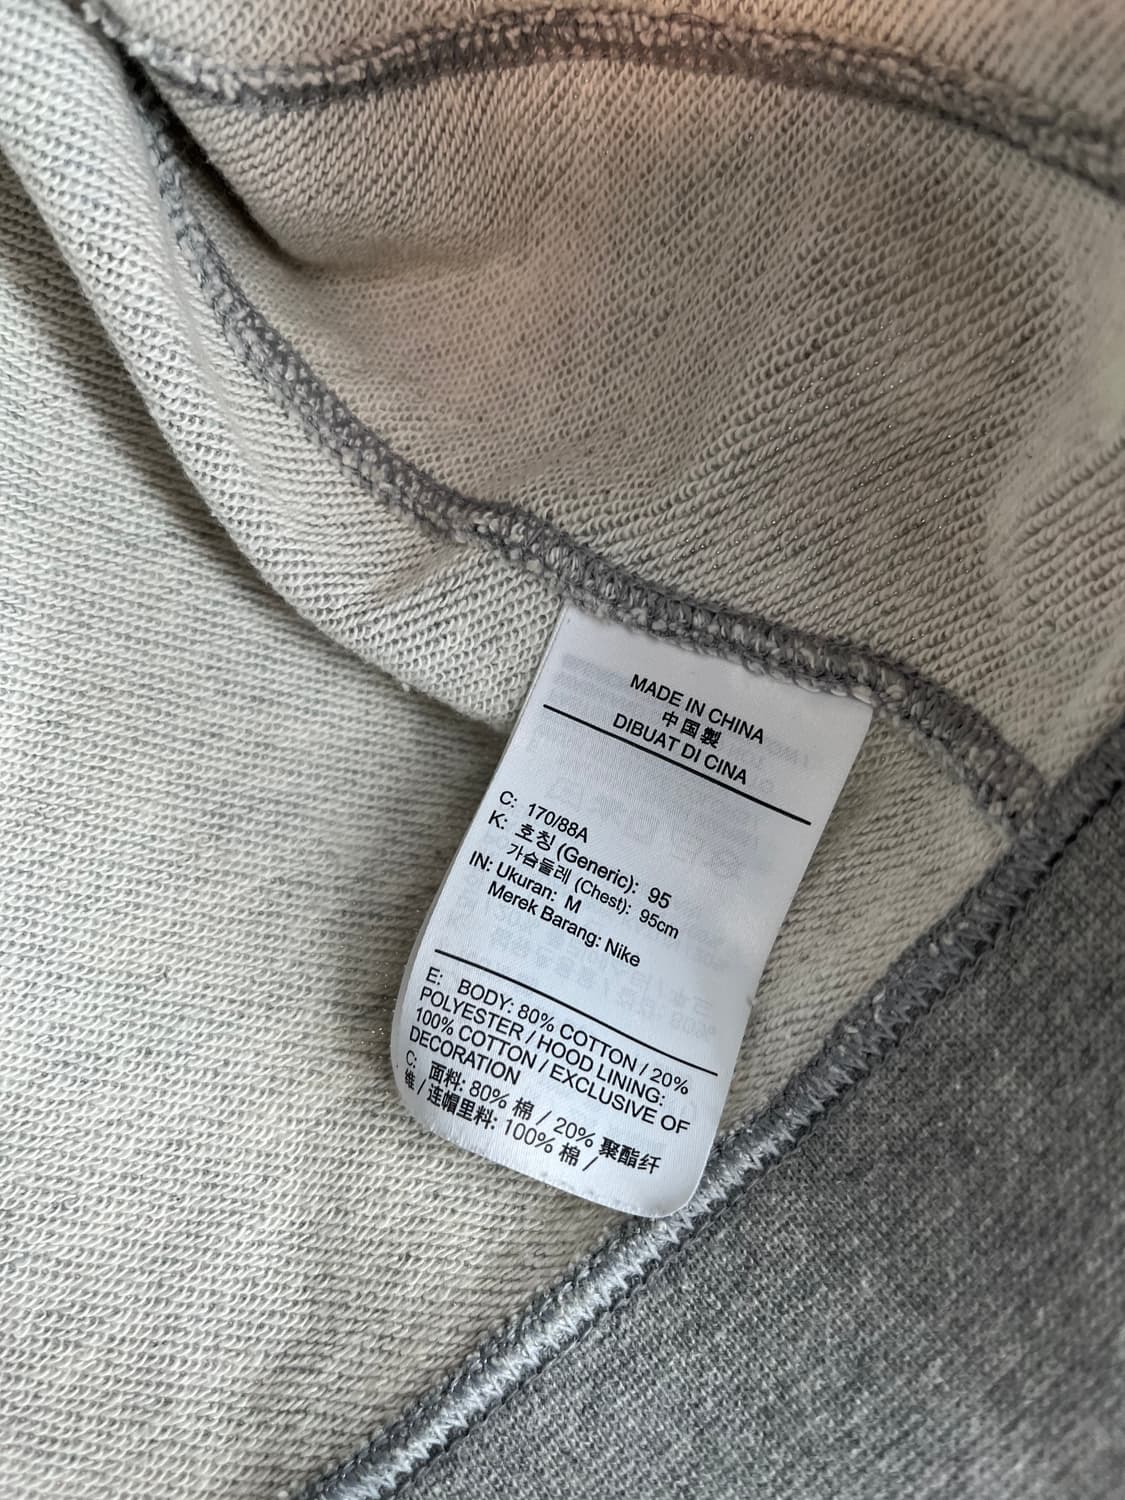 MADE IN CHINA
中国製
DIBUAT DI CINA
C: 170/88A
K: 호칭 (Generic): 95
가슴둘레 (Chest): 95cm
IN: Ukuran: M
Merek Barang: Nike
E: BODY: 80% COTTON / 20%
POLYESTER / HOOD LINING:
100% COTTON / EXCLUSIVE OF
DECORATION
C: 面料: 80% 棉 / 20% 聚酯纤
维 / 连帽里料: 100% 棉 /